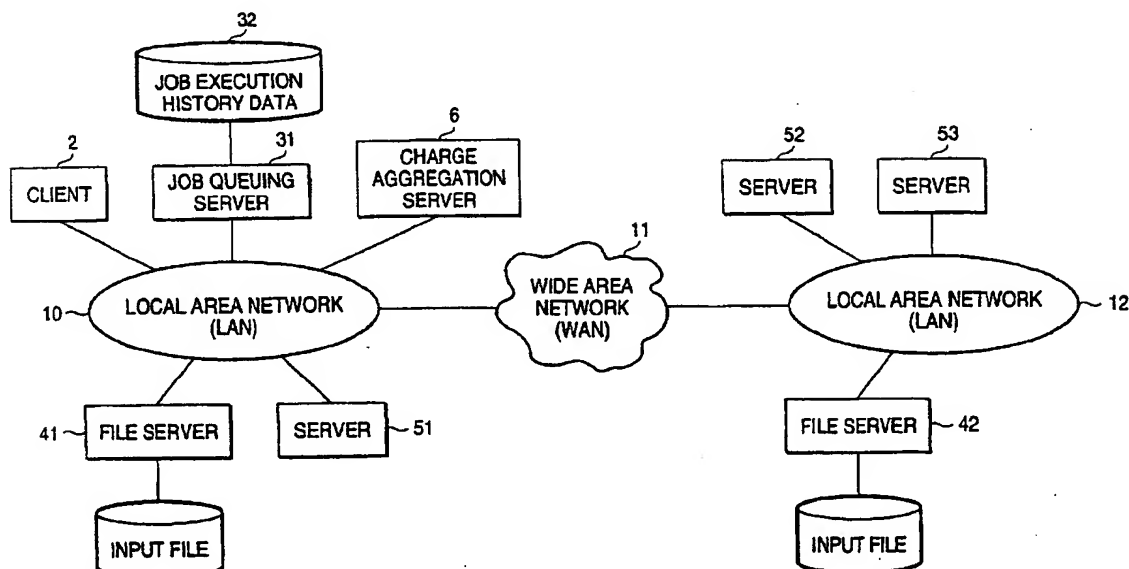 32
JOB EXECUTION
HISTORY DATA
2
CLIENT
31
JOB QUEUING
SERVER
6
CHARGE
AGGREGATION
SERVER
52
SERVER
53
SERVER
10
LOCAL AREA NETWORK
(LAN)
11
WIDE AREA
NETWORK
(WAN)
LOCAL AREA NETWORK
(LAN)
12
41
FILE SERVER
SERVER
51
FILE SERVER
42
INPUT FILE
INPUT FILE